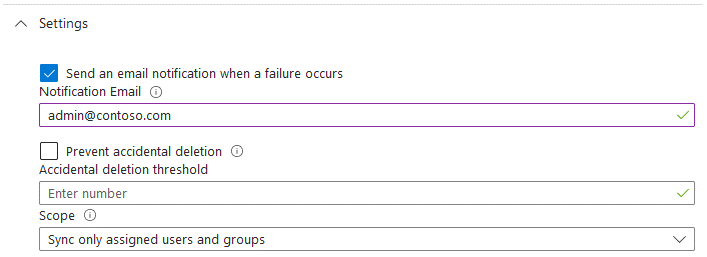 Settings
Send an email notification when a failure occurs
Notification Email
admin@contoso.com
Prevent accidental deletion
Accidental deletion threshold
Enter number
Scope
Sync only assigned users and groups